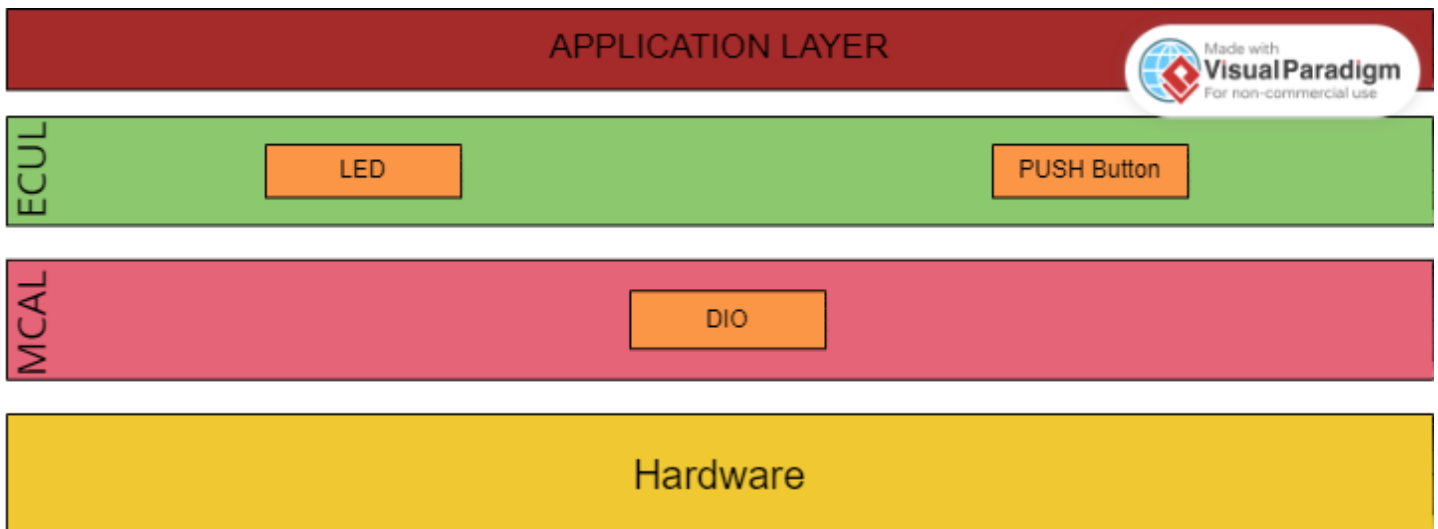 APPLICATION LAYER
Made with
Visual Paradigm
For non-commercial use
ECUL
LED
PUSH Button
MCAL
DIO
Hardware